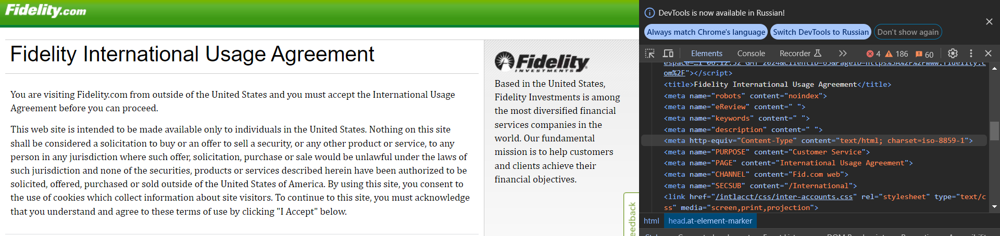 Fidelity.com
Fidelity International Usage Agreement
You are visiting Fidelity.com from outside of the United States and you must accept the International Usage
Agreement before you can proceed.
This web site is intended to be made available only to individuals in the United States. Nothing on this site
shall be considered a solicitation to buy or an offer to sell a security, or any other product or service, to any
person in any jurisdiction where such offer, solicitation, purchase or sale would be unlawful under the laws of
such jurisdiction and none of the securities, products or services described herein have been authorized to be
solicited, offered, purchased or sold outside of the United States of America. By using this site, you consent to
the use of cookies which collect information about site visitors. To continue to this site, you must acknowledge
that you understand and agree to these terms of use by clicking "I Accept" below.
Fidelity
INVESTMENTS
Based in the United States,
Fidelity Investments is among
the most diversified financial
services companies in the
world. Our fundamental
mission is to help customers
and clients achieve their
financial objectives.
eedback
DevTools is now available in Russian!
Always match Chrome's language Switch DevTools to Russian Don't show again
Elements Console Recorder 4 186 60
om%2F"></script>
<title>Fidelity International Usage Agreement</title>
<meta name="robots" content="noindex">
<meta name="eReview" content=" ">
<meta name="keywords" content=" ">
<meta name="description" content=" ">
<meta http-equiv="Content-Type" content="text/html; charset=iso-8859-1">
<meta name="PURPOSE" content="Customer Service">
<meta name="PAGE" content="International Usage Agreement">
<meta name="CHANNEL" content="Fid.com web">
<meta name="SECSUB" content="/International">
<link href="/intlacct/css/inter-accounts.css" rel="stylesheet" type="text/c
ss" media="screen,print,projection">
html head.at-element-marker